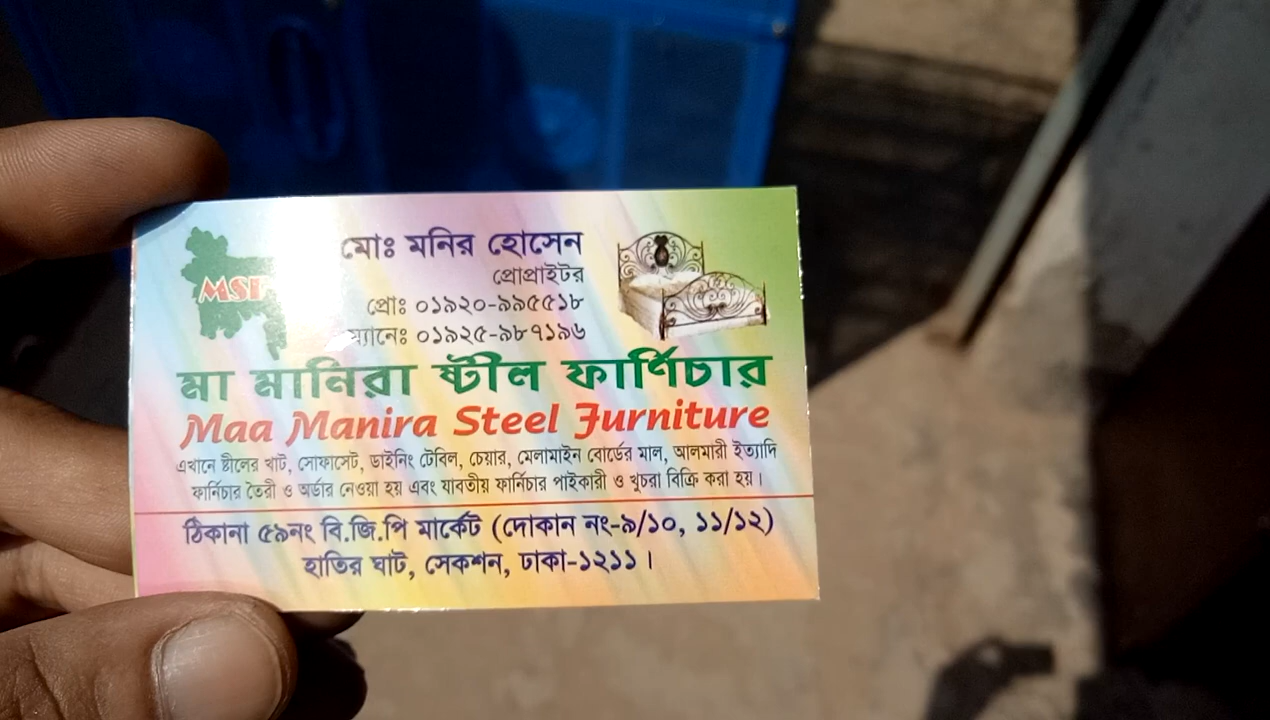 MSF
মোঃ মনির হোসেন
প্রোপ্রাইটর
প্রোঃ ০১৯২০-৯৯৫৫১৮
ম্যানেঃ ০১৯২৫-৯৮৭১৯৬
মা মানিরা ষ্টীল ফার্ণিচার
Maa Manira Steel Furniture
এখানে ষ্টীলের খাট, সোফাসেট, ডাইনিং টেবিল, চেয়ার, মেলামাইন বোর্ডের মাল, আলমারী ইত্যাদি
ফার্নিচার তৈরী ও অর্ডার নেওয়া হয় এবং যাবতীয় ফার্নিচার পাইকারী ও খুচরা বিক্রি করা হয়।
ঠিকানা ৫৯নং বি.জি.পি মার্কেট (দোকান নং-৯/১০, ১১/১২)
হাতির ঘাট, সেকশন, ঢাকা-১২১১।